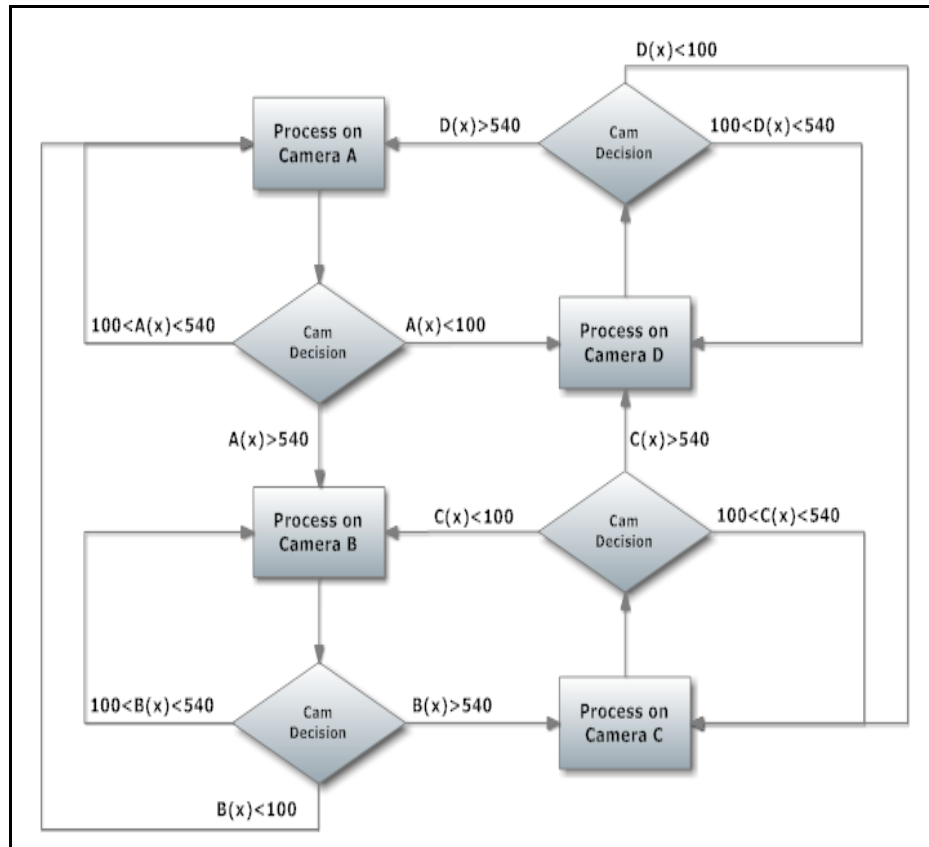 D(x)<100
Process on
Camera A
D(x)>540
Cam
Decision
100<D(x)<540
100<A(x)<540
Cam
Decision
A(x)<100
Process on
Camera D
A(x)>540
C(x)>540
Process on
Camera B
C(x)<100
Cam
Decision
100<C(x)<540
100<B(x)<540
Cam
Decision
B(x)>540
Process on
Camera C
B(x)<100